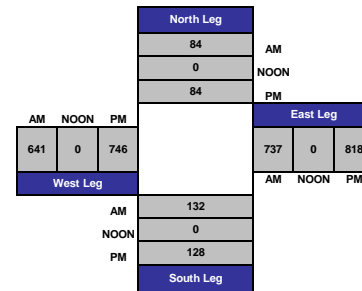 North Leg
84 AM
0 NOON
84 PM
AM NOON PM East Leg
641 0 746 737 0 818
West Leg AM NOON PM
AM 132
NOON 0
PM 128
South Leg